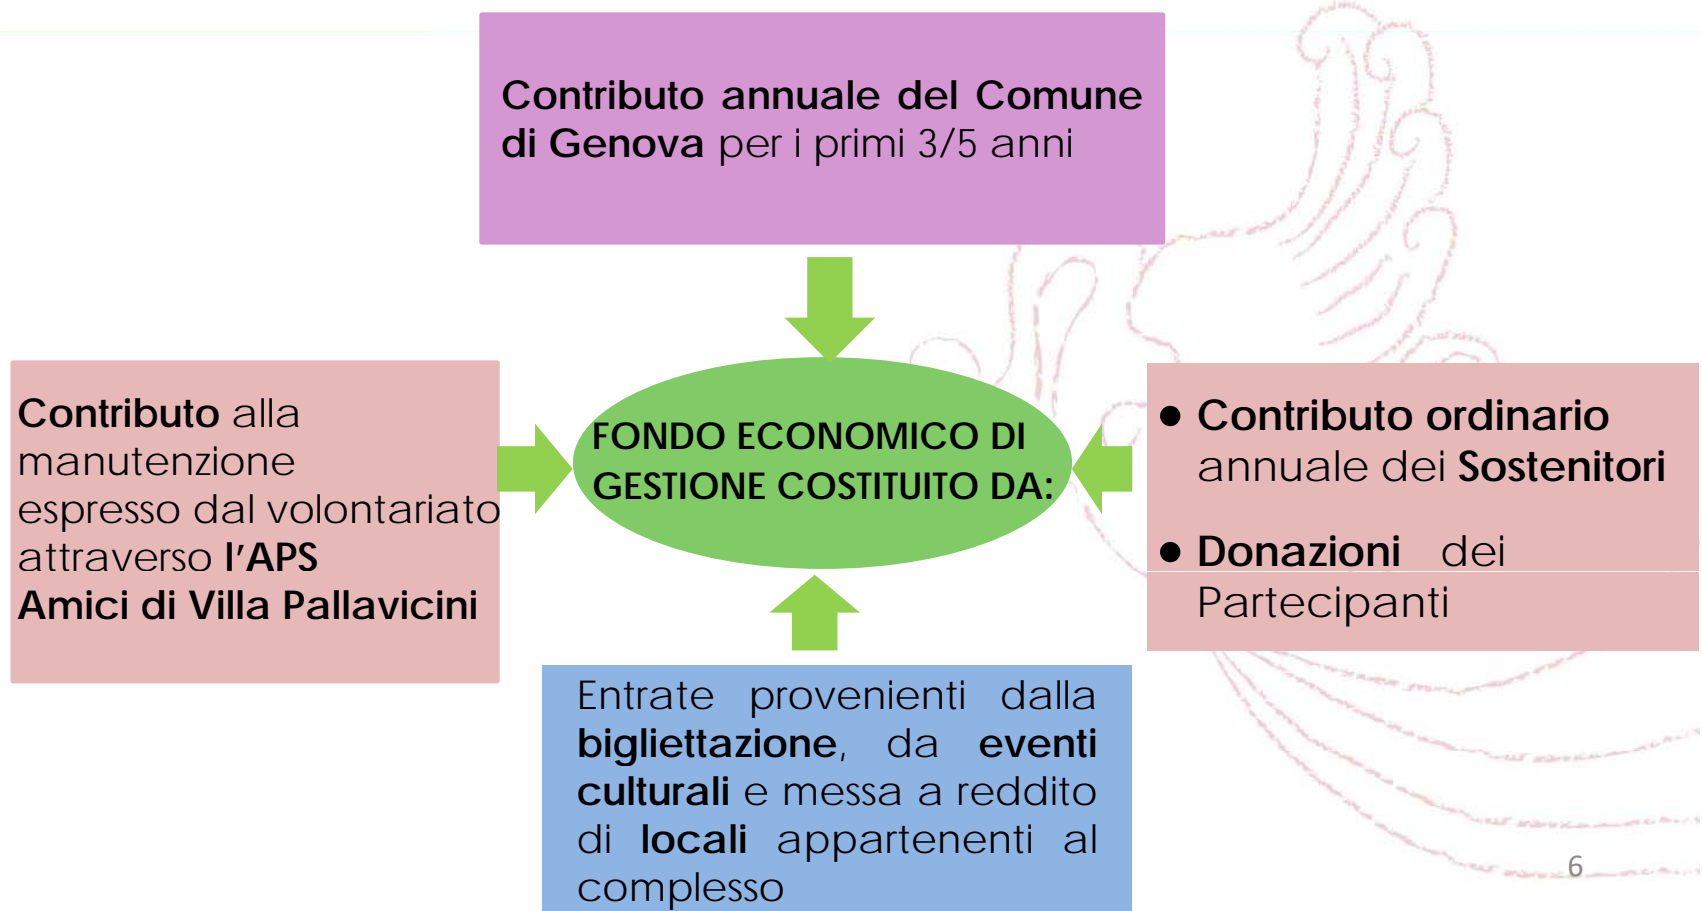 Contributo annuale del Comune
di Genova per i primi 3/5 anni
Contributo alla
manutenzione
espresso dal volontariato
attraverso l'APS
Amici di Villa Pallavicini
FONDO ECONOMICO DI
GESTIONE COSTITUITO DA:
● Contributo ordinario
annuale dei Sostenitori
● Donazioni dei
Partecipanti
Entrate provenienti dalla
bigliettazione, da eventi
culturali e messa a reddito
di locali appartenenti al
complesso
6